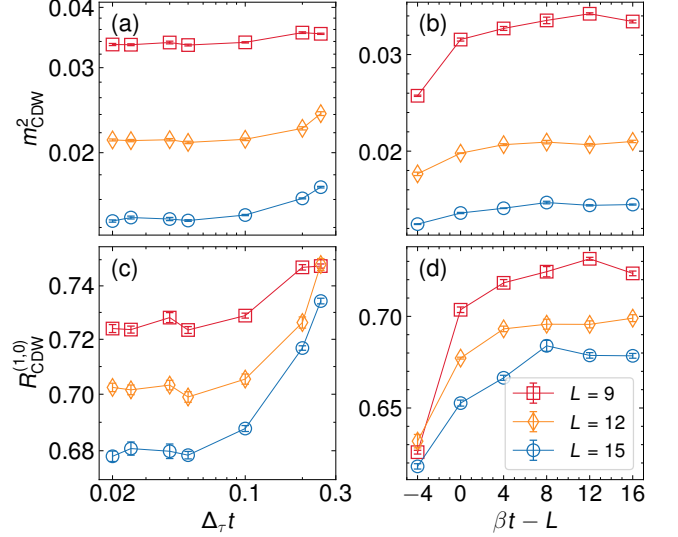 (a)
m²CDW
0.04
0.03
0.02
(b)
0.03
0.02
(c)
R(1,0)CDW
0.74
0.72
0.70
0.68
0.02
0.1
0.3
Δτt
(d)
0.70
0.65
L = 9
L = 12
L = 15
−4
0
4
8
12
16
βt − L